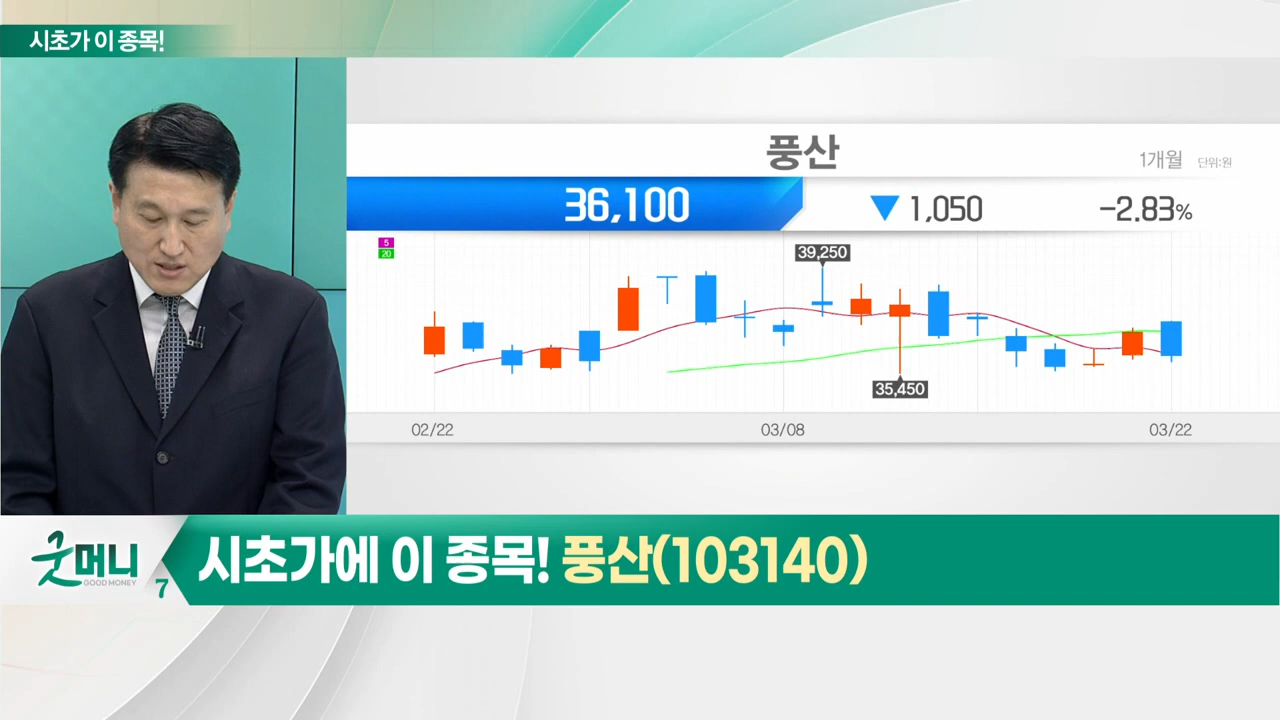 시초가 이 종목!
풍산
1개월 단위:원
36,100 ▼ 1,050 -2.83%
5
20
39,250
35,450
02/22 03/08 03/22
굿머니
GOOD MONEY
7
시초가에 이 종목! 풍산(103140)